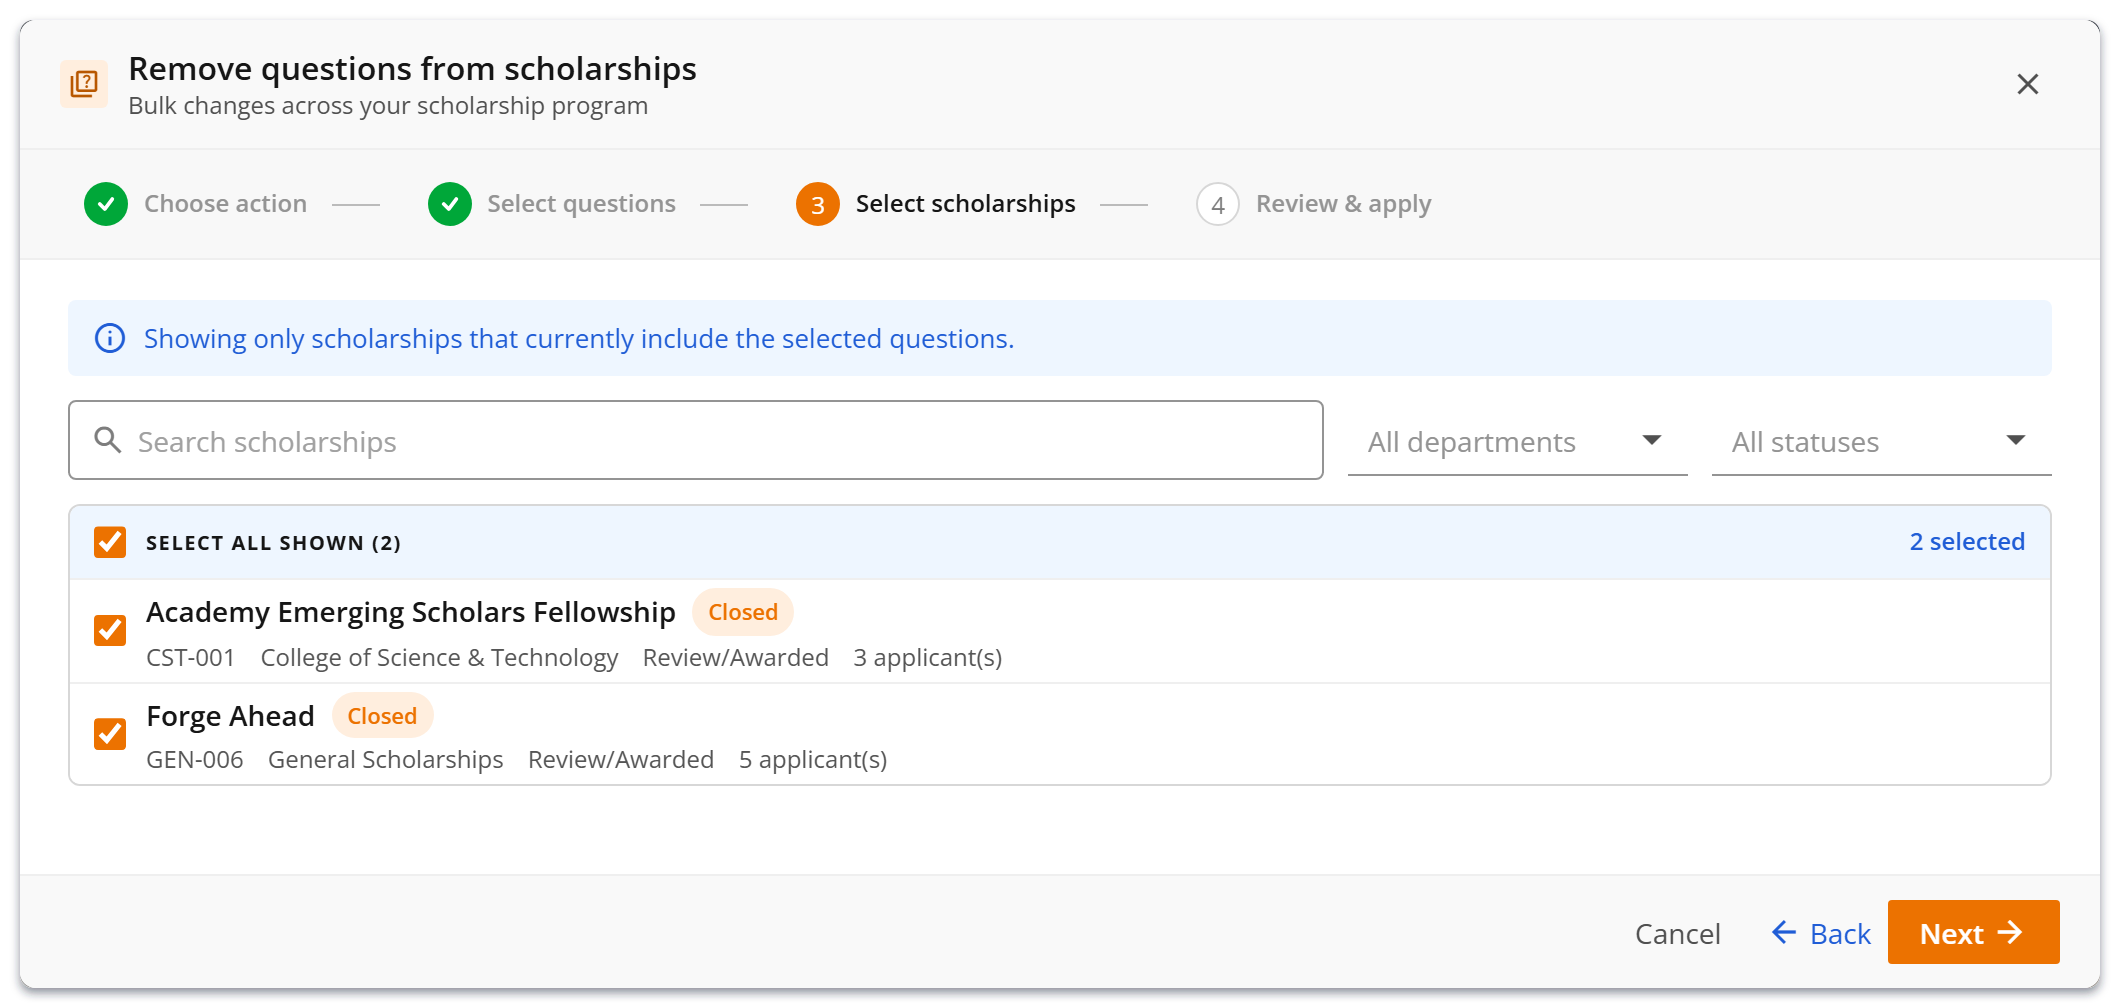 Remove questions from scholarships
Bulk changes across your scholarship program
Choose action
Select questions
3 Select scholarships
4 Review & apply
Showing only scholarships that currently include the selected questions.
Search scholarships
All departments
All statuses
SELECT ALL SHOWN (2)
2 selected
Academy Emerging Scholars Fellowship Closed
CST-001 College of Science & Technology Review/Awarded 3 applicant(s)
Forge Ahead Closed
GEN-006 General Scholarships Review/Awarded 5 applicant(s)
Cancel
Back
Next